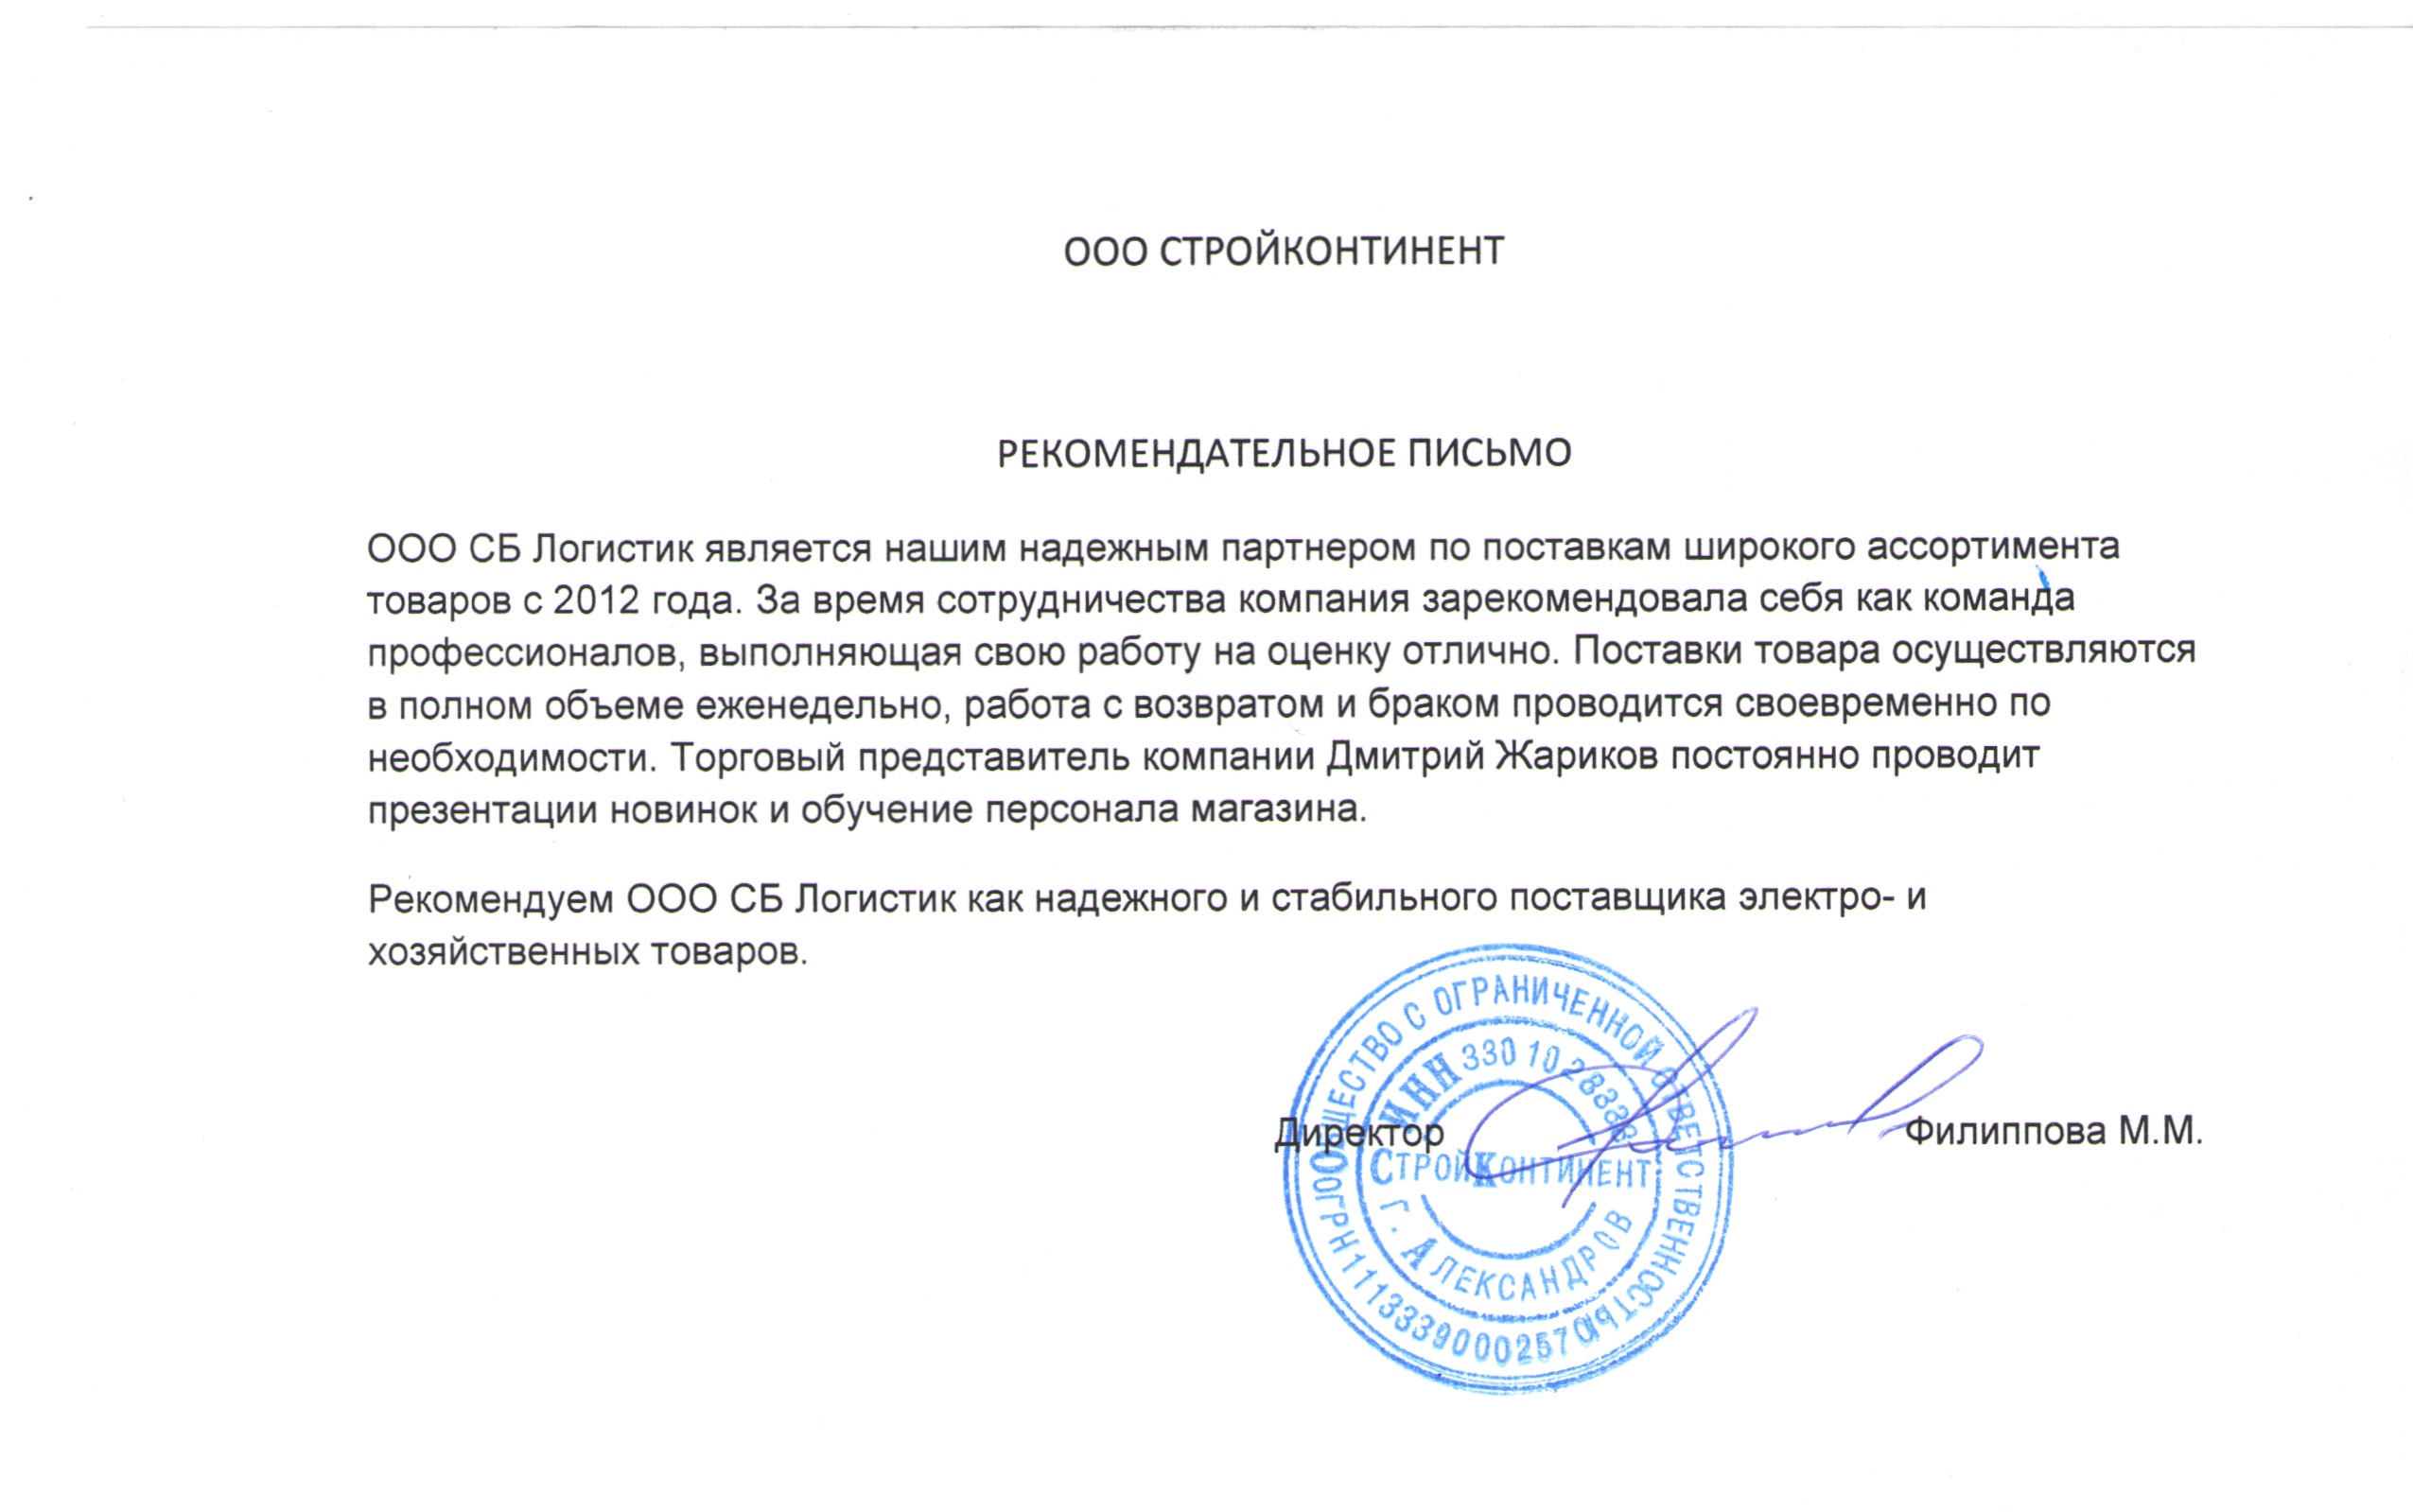 ООО СТРОЙКОНТИНЕНТ
РЕКОМЕНДАТЕЛЬНОЕ ПИСЬМО
ООО СБ Логистик является нашим надежным партнером по поставкам широкого ассортимента
товаров с 2012 года. За время сотрудничества компания зарекомендовала себя как команда
профессионалов, выполняющая свою работу на оценку отлично. Поставки товара осуществляются
в полном объеме еженедельно, работа с возвратом и браком проводится своевременно по
необходимости. Торговый представитель компании Дмитрий Жариков постоянно проводит
презентации новинок и обучение персонала магазина.
Рекомендуем ООО СБ Логистик как надежного и стабильного поставщика электро- и
хозяйственных товаров.
Директор Филиппова М.М.
ОБЩЕСТВО С ОГРАНИЧЕННОЙ ОТВЕТСТВЕННОСТЬЮ
ОГРН
ИНН
СТРОЙКОНТИНЕНТ
Г. АЛЕКСАНДРОВ